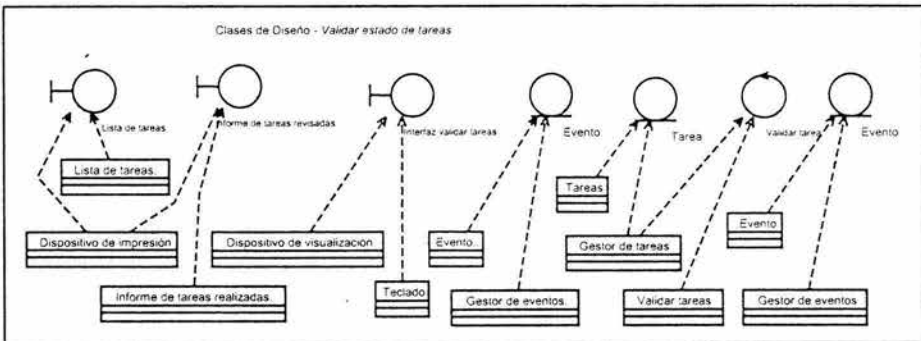 Clases de Diseño - Validar estado de tareas
Lista de tareas
Informe de tareas revisadas
Interfaz validar tareas
Evento
Tarea
Validar tarea
Evento
Lista de tareas.
Tareas
Evento
Dispositivo de impresión
Dispositivo de visualización
Evento.
Gestor de tareas
Informe de tareas realizadas.
Teclado
Gestor de eventos.
Validar tareas
Gestor de eventos